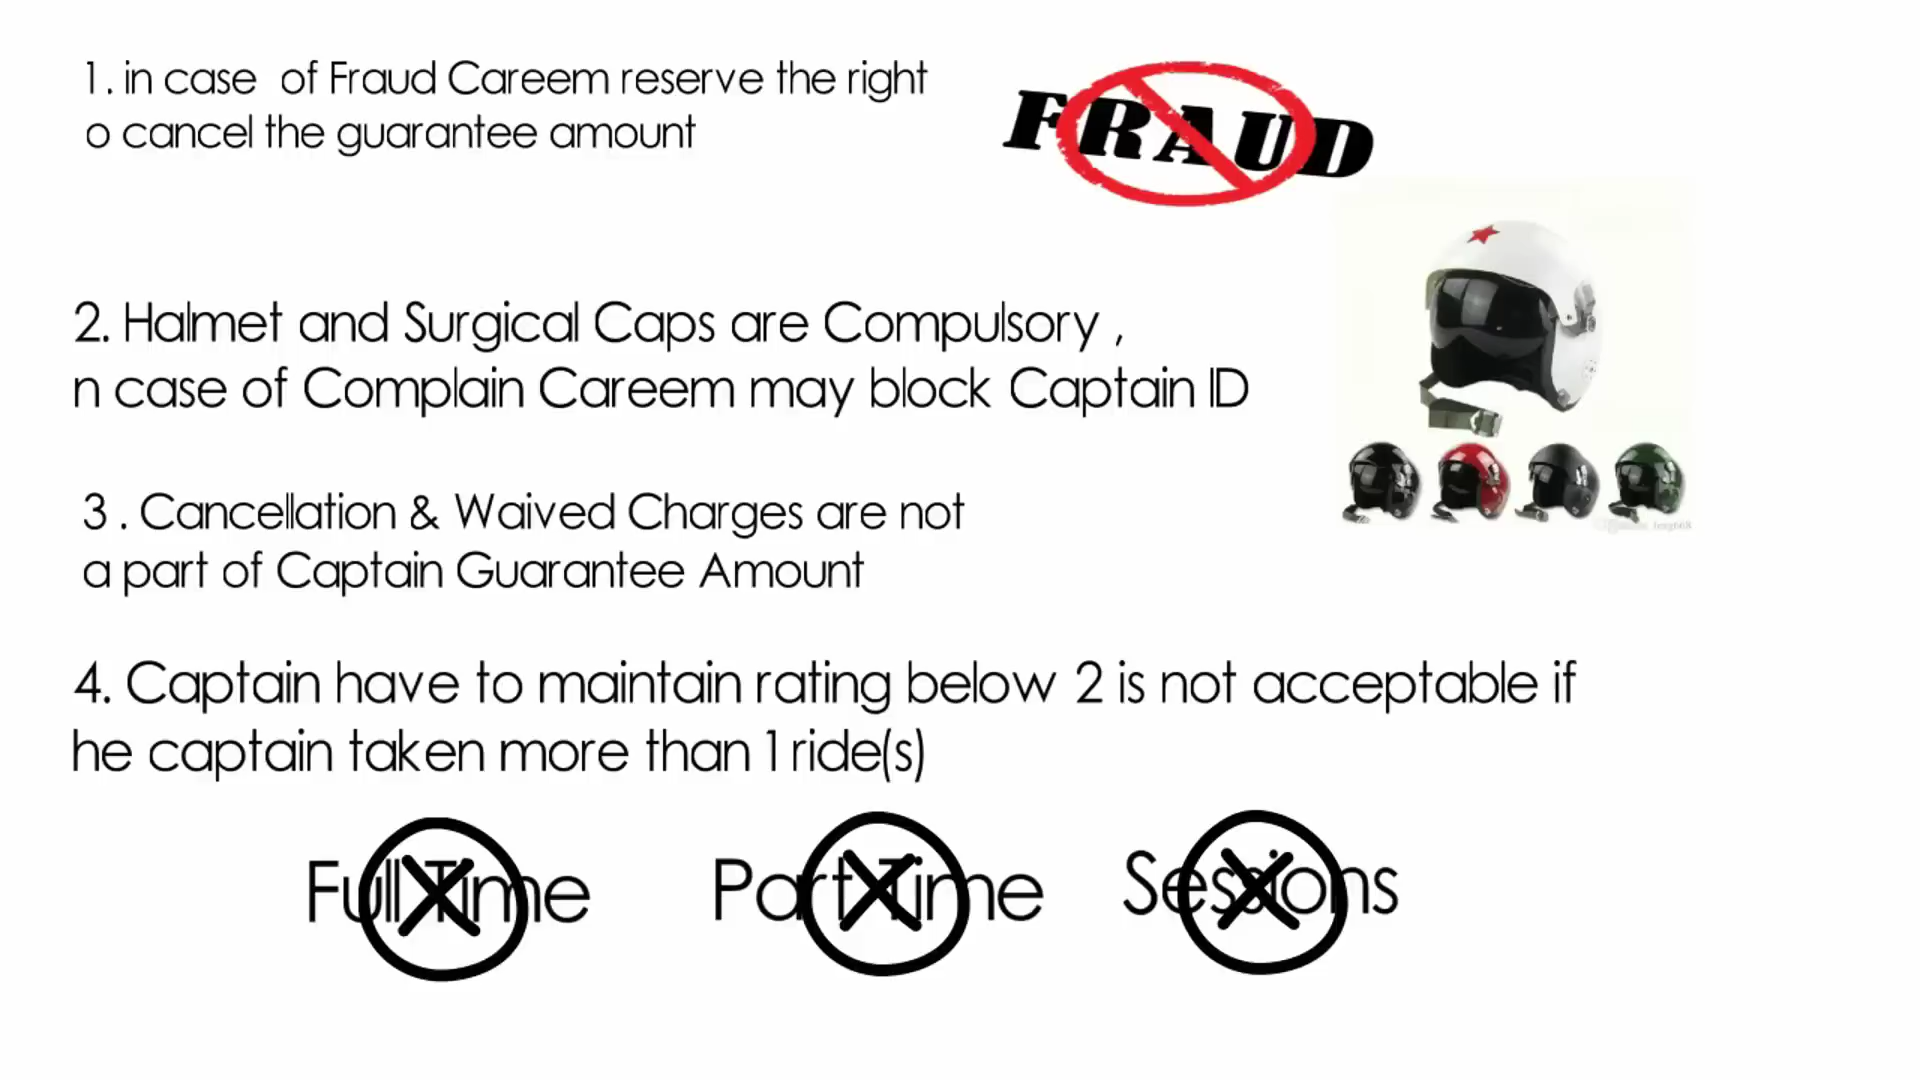 1. in case of Fraud Careem reserve the right
o cancel the guarantee amount
FRAUD
2. Halmet and Surgical Caps are Compulsory ,
n case of Complain Careem may block Captain ID
3 . Cancellation & Waived Charges are not
a part of Captain Guarantee Amount
4. Captain have to maintain rating below 2 is not acceptable if
he captain taken more than 1 ride(s)
Full Time
Part Time
Sessions